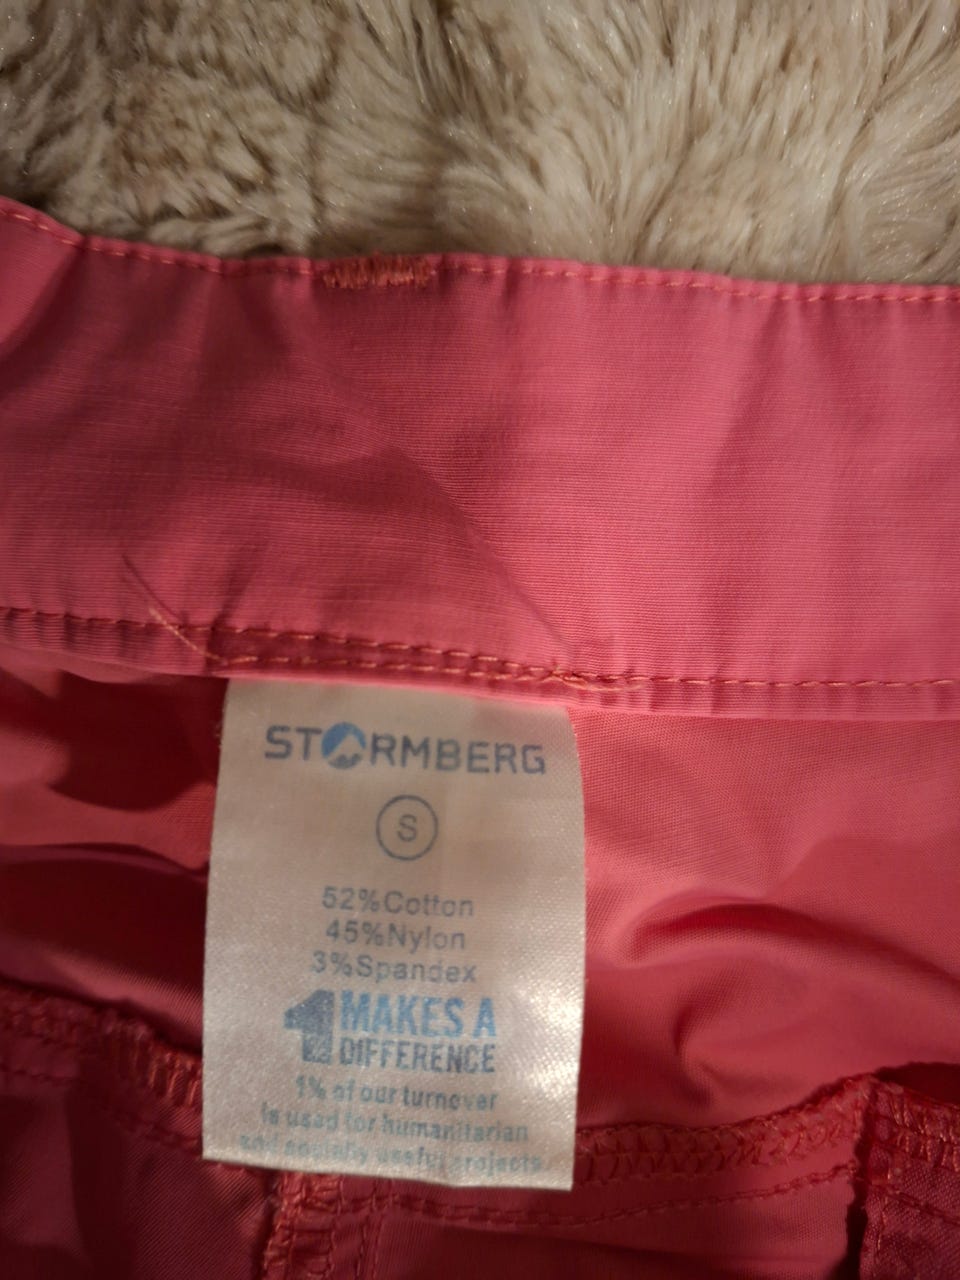 STORMBERG
S
52%Cotton
45%Nylon
3%Spandex
1 MAKES A
DIFFERENCE
1% of our turnover
is used for humanitarian
and socially useful projects